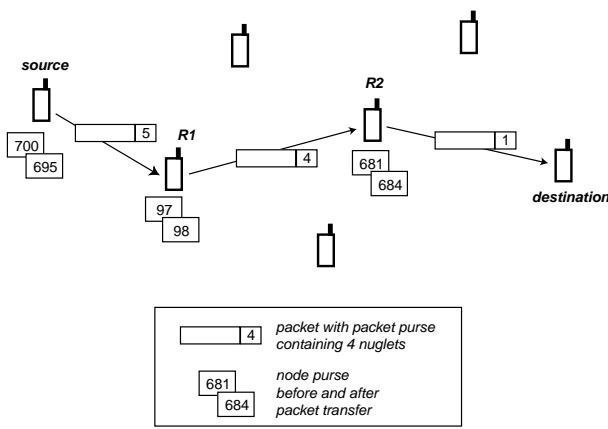 source
5
R1
700
695
97
98
4
R2
681
684
1
destination
4
packet with packet purse
containing 4 nuglets
681
684
node purse
before and after
packet transfer